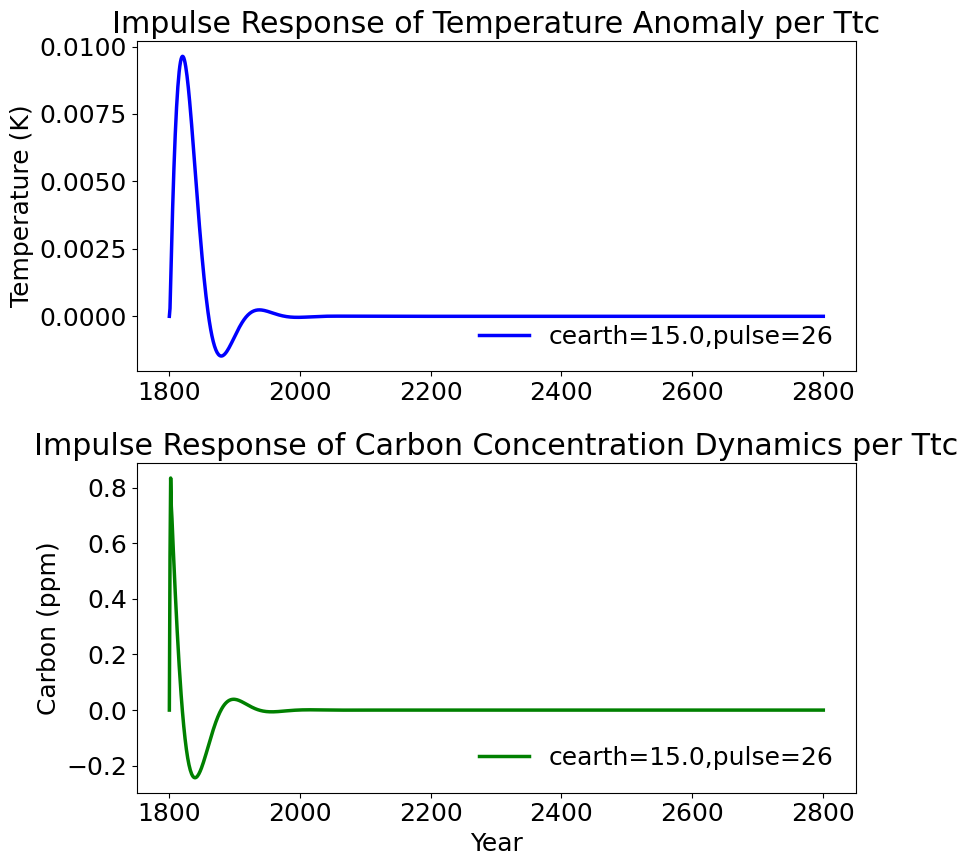 Impulse Response of Temperature Anomaly per Ttc
Temperature (K)
0.0100
0.0075
0.0050
0.0025
0.0000
cearth=15.0,pulse=26
1800 2000 2200 2400 2600 2800
Impulse Response of Carbon Concentration Dynamics per Ttc
Carbon (ppm)
0.8
0.6
0.4
0.2
0.0
−0.2
cearth=15.0,pulse=26
1800 2000 2200 2400 2600 2800
Year